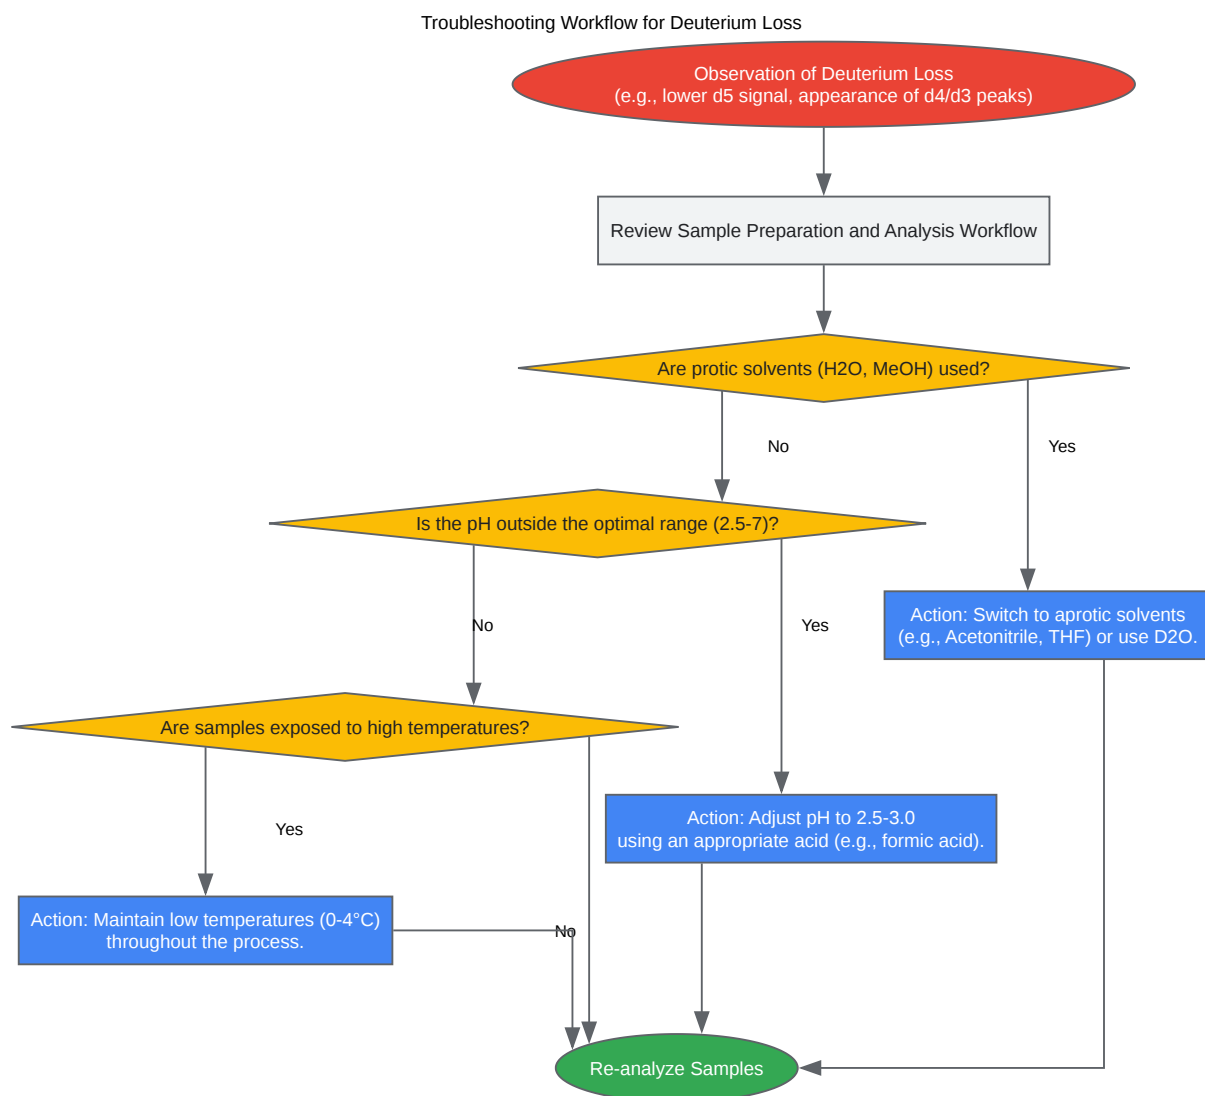 Troubleshooting Workflow for Deuterium Loss
Observation of Deuterium Loss
(e.g., lower d5 signal, appearance of d4/d3 peaks)
Review Sample Preparation and Analysis Workflow
Are protic solvents (H2O, MeOH) used?
No
Yes
Is the pH outside the optimal range (2.5-7)?
No
Yes
Action: Switch to aprotic solvents
(e.g., Acetonitrile, THF) or use D2O.
Are samples exposed to high temperatures?
Yes
Action: Adjust pH to 2.5-3.0
using an appropriate acid (e.g., formic acid).
Action: Maintain low temperatures (0-4°C)
throughout the process.
No
Re-analyze Samples